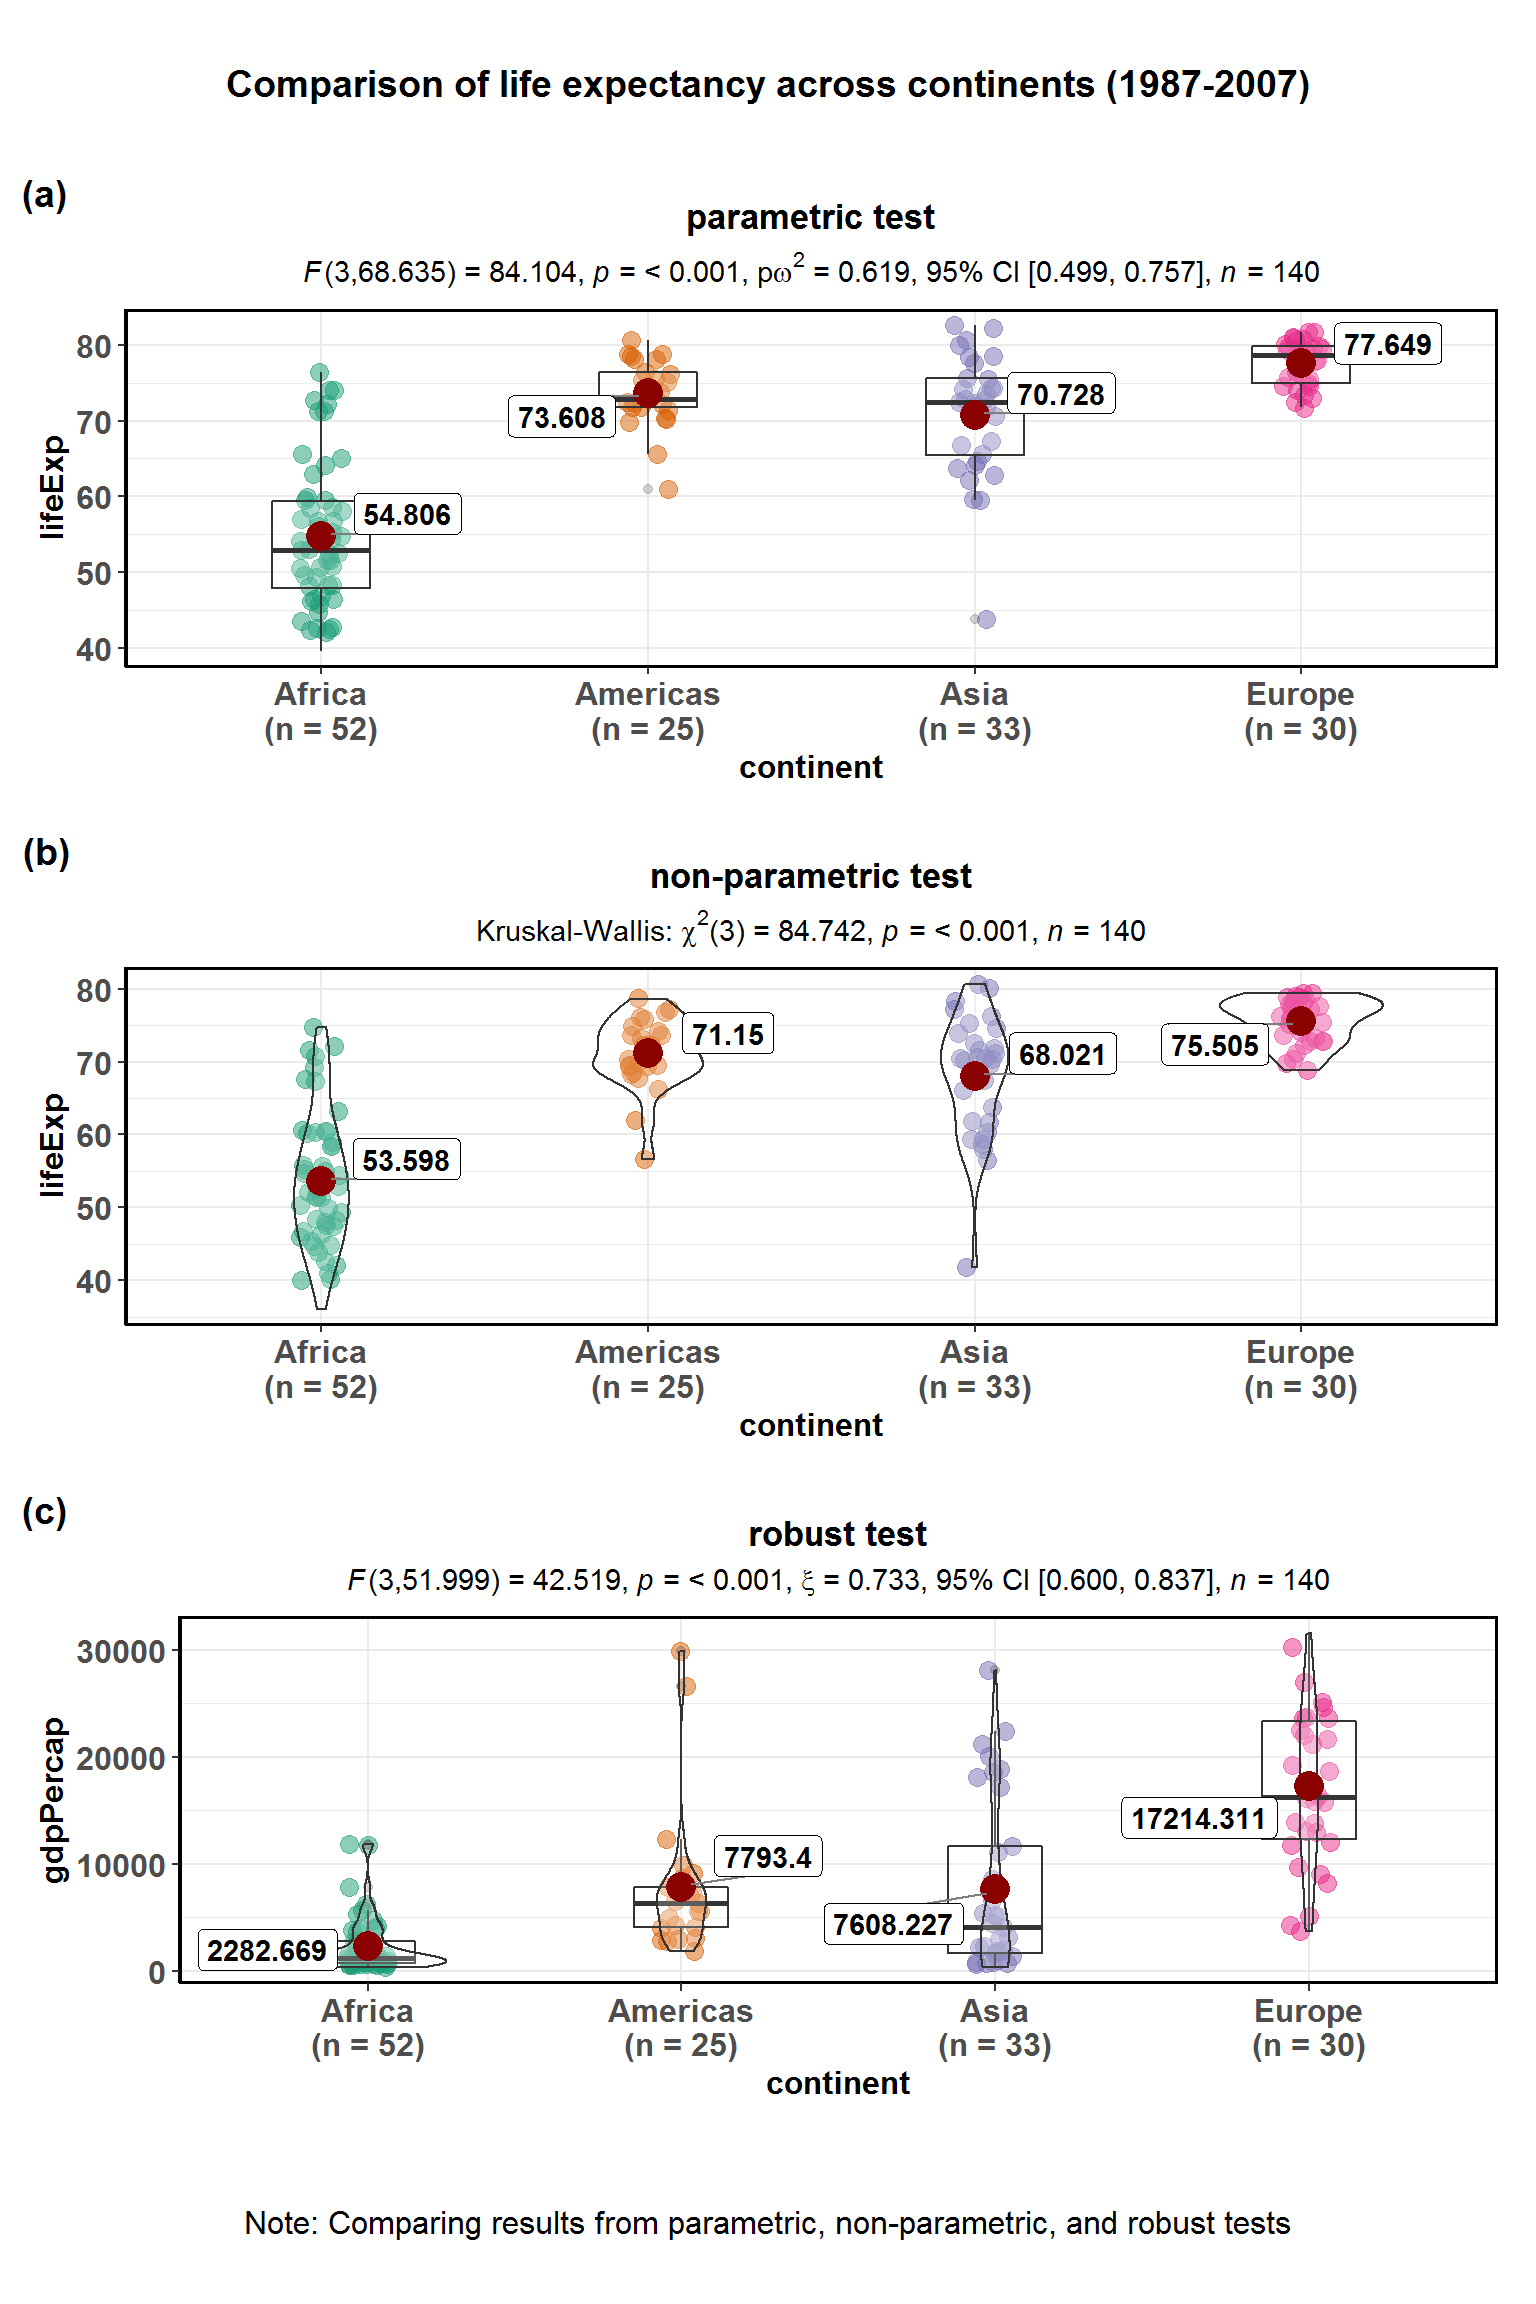 Comparison of life expectancy across continents (1987-2007)
(a)
parametric test
F(3,68.635) = 84.104, p = < 0.001, pω² = 0.619, 95% CI [0.499, 0.757], n = 140
lifeExp
80
70
60
50
40
54.806
73.608
70.728
77.649
Africa
(n = 52)
Americas
(n = 25)
Asia
(n = 33)
Europe
(n = 30)
continent
(b)
non-parametric test
Kruskal-Wallis: χ²(3) = 84.742, p = < 0.001, n = 140
lifeExp
80
70
60
50
40
53.598
71.15
68.021
75.505
Africa
(n = 52)
Americas
(n = 25)
Asia
(n = 33)
Europe
(n = 30)
continent
(c)
robust test
F(3,51.999) = 42.519, p = < 0.001, ξ = 0.733, 95% CI [0.600, 0.837], n = 140
gdpPercap
30000
20000
10000
0
2282.669
7793.4
7608.227
17214.311
Africa
(n = 52)
Americas
(n = 25)
Asia
(n = 33)
Europe
(n = 30)
continent
Note: Comparing results from parametric, non-parametric, and robust tests